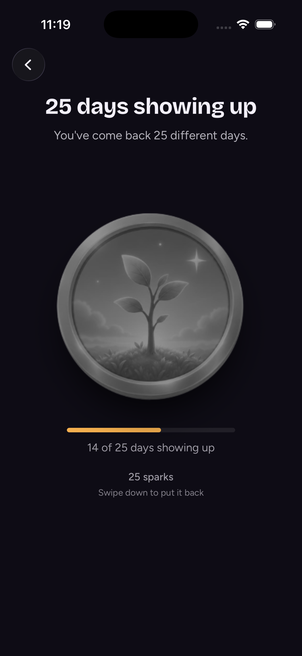 11:19
25 days showing up
You've come back 25 different days.
14 of 25 days showing up
25 sparks
Swipe down to put it back